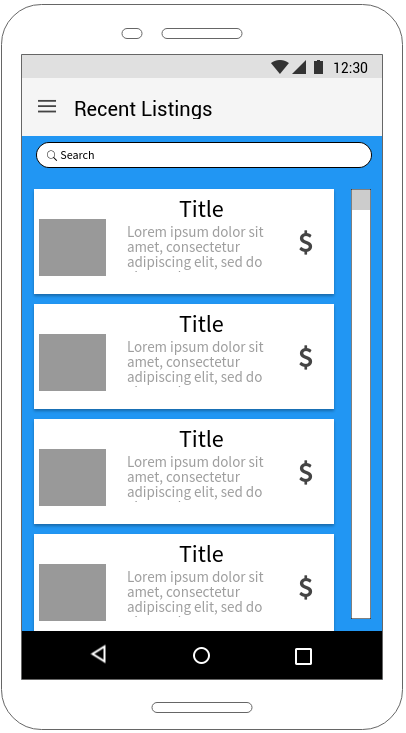 12:30
Recent Listings
Search
Title
Lorem ipsum dolor sit
amet, consectetur
adipiscing elit, sed do
$
Title
Lorem ipsum dolor sit
amet, consectetur
adipiscing elit, sed do
$
Title
Lorem ipsum dolor sit
amet, consectetur
adipiscing elit, sed do
$
Title
Lorem ipsum dolor sit
amet, consectetur
adipiscing elit, sed do
$